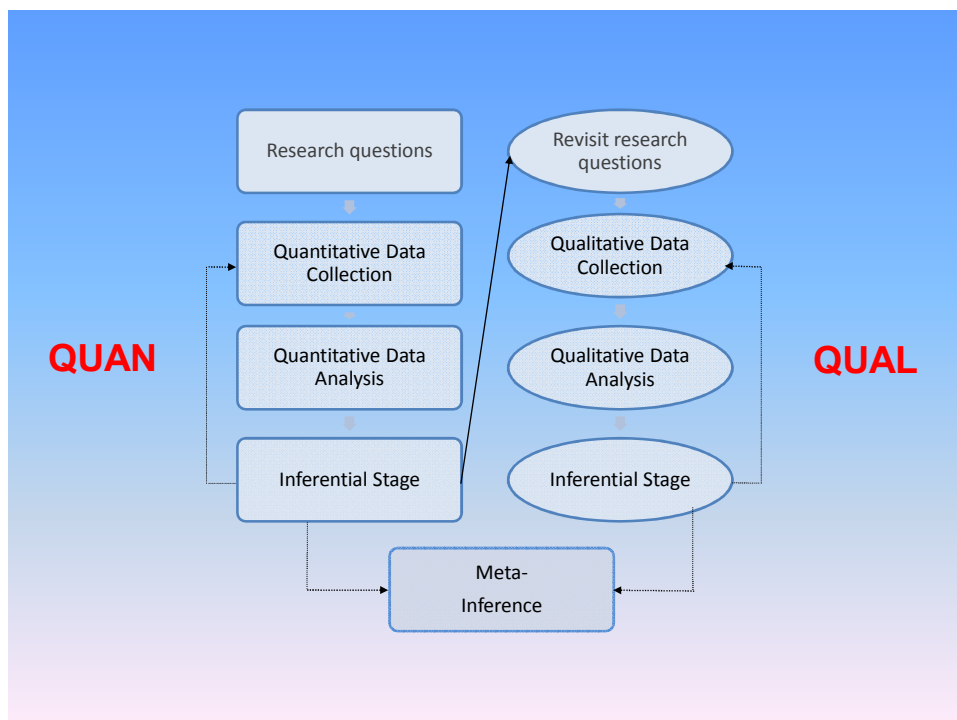 Research questions
Quantitative Data
Collection
Quantitative Data
Analysis
Inferential Stage
Revisit research
questions
Qualitative Data
Collection
Qualitative Data
Analysis
Inferential Stage
QUAN
QUAL
Meta-
Inference